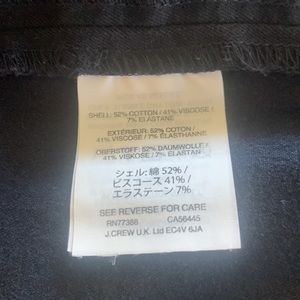 SHELL: 52% COTTON / 41% VISCOSE /
7% ELASTANE
EXTÉRIEUR: 52% COTON /
41% VISCOSE / 7% ÉLASTHANNE
OBERSTOFF: 52% BAUMWOLLE /
41% VISKOSE / 7% ELASTAN
シェル: 綿 52% /
ビスコース 41% /
エラステーン 7%
SEE REVERSE FOR CARE
RN77388 CA56445
J.CREW U.K. Ltd EC4V 6JA